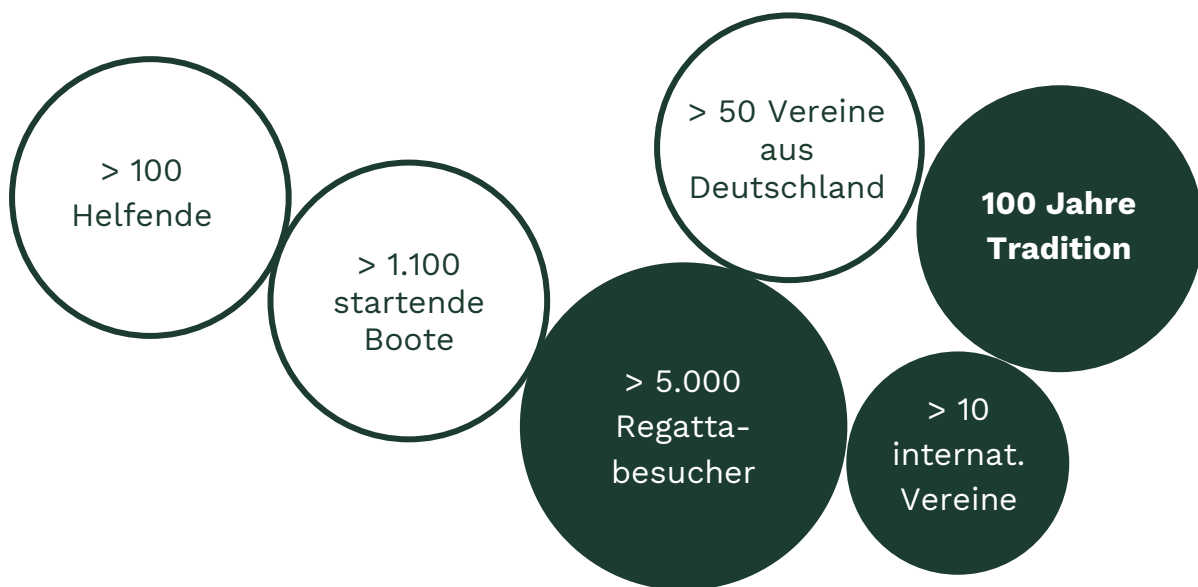 > 100
Helfende
> 1.100
startende
Boote
> 5.000
Regatta-
besucher
> 50 Vereine
aus
Deutschland
> 10
internat.
Vereine
100 Jahre
Tradition